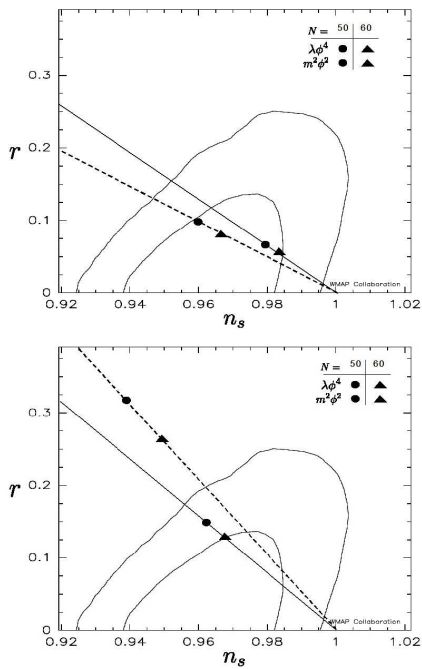 N = 50 60
λϕ⁴
m²ϕ²
0.3
0.2
0.1
0
r
WMAP Collaboration
0.92 0.94 0.96 0.98 1 1.02
nₛ
N = 50 60
λϕ⁴
m²ϕ²
0.3
0.2
0.1
0
r
WMAP Collaboration
0.92 0.94 0.96 0.98 1 1.02
nₛ